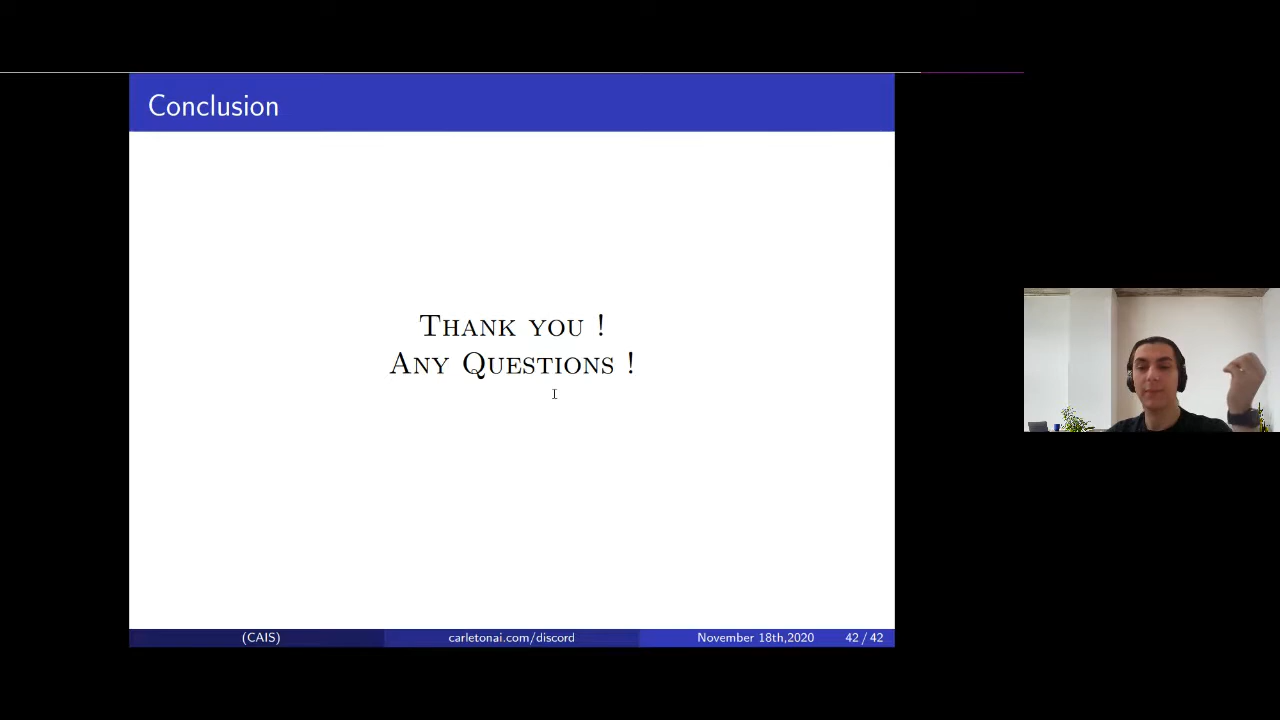 Conclusion
Thank you !
Any Questions !
(CAIS) carletonai.com/discord November 18th,2020 42 / 42